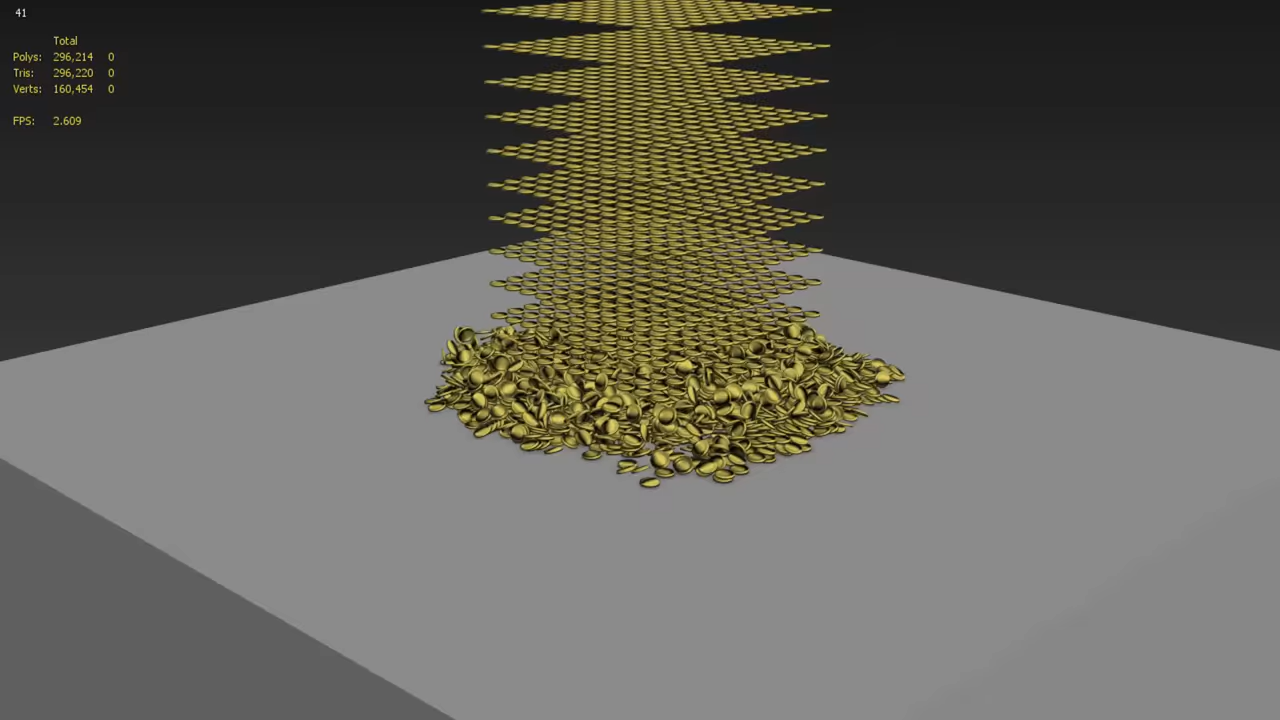 41
Total
Polys: 296,214 0
Tris: 296,220 0
Verts: 160,454 0
FPS: 2.609